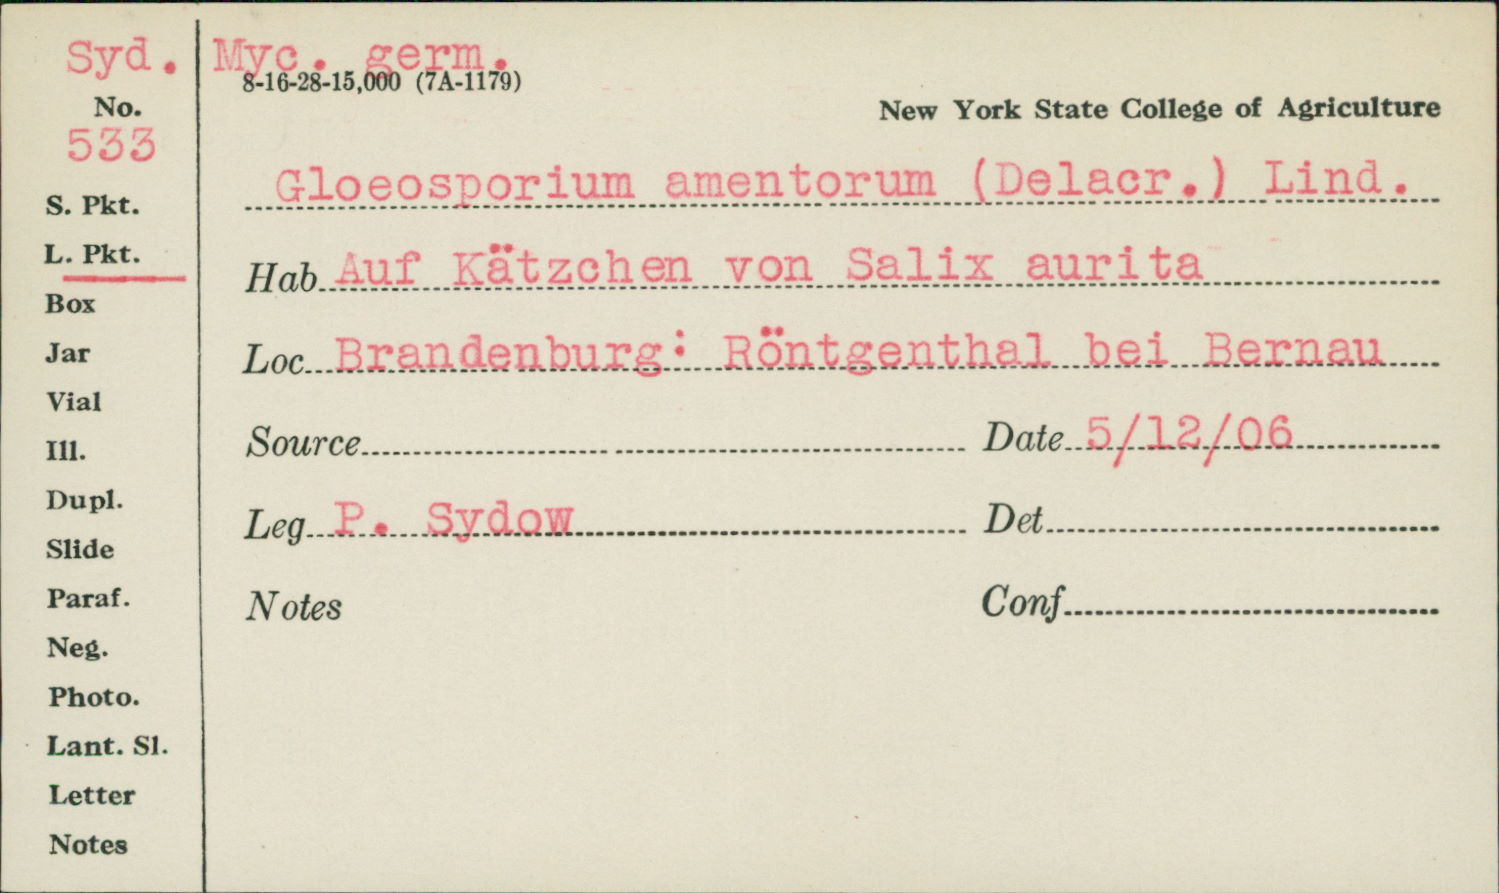 Syd. Myc. germ.
8-16-28-15,000 (7A-1179)
No.
533
New York State College of Agriculture
Gloeosporium amentorum (Delacr.) Lind.
S. Pkt.
L. Pkt.
Hab. Auf Kätzchen von Salix aurita
Box
Jar
Loc. Brandenburg: Röntgenthal bei Bernau
Vial
Ill.
Source
Date 5/12/06
Dupl.
Leg. P. Sydow
Det.
Slide
Paraf.
Notes
Conf.
Neg.
Photo.
Lant. Sl.
Letter
Notes